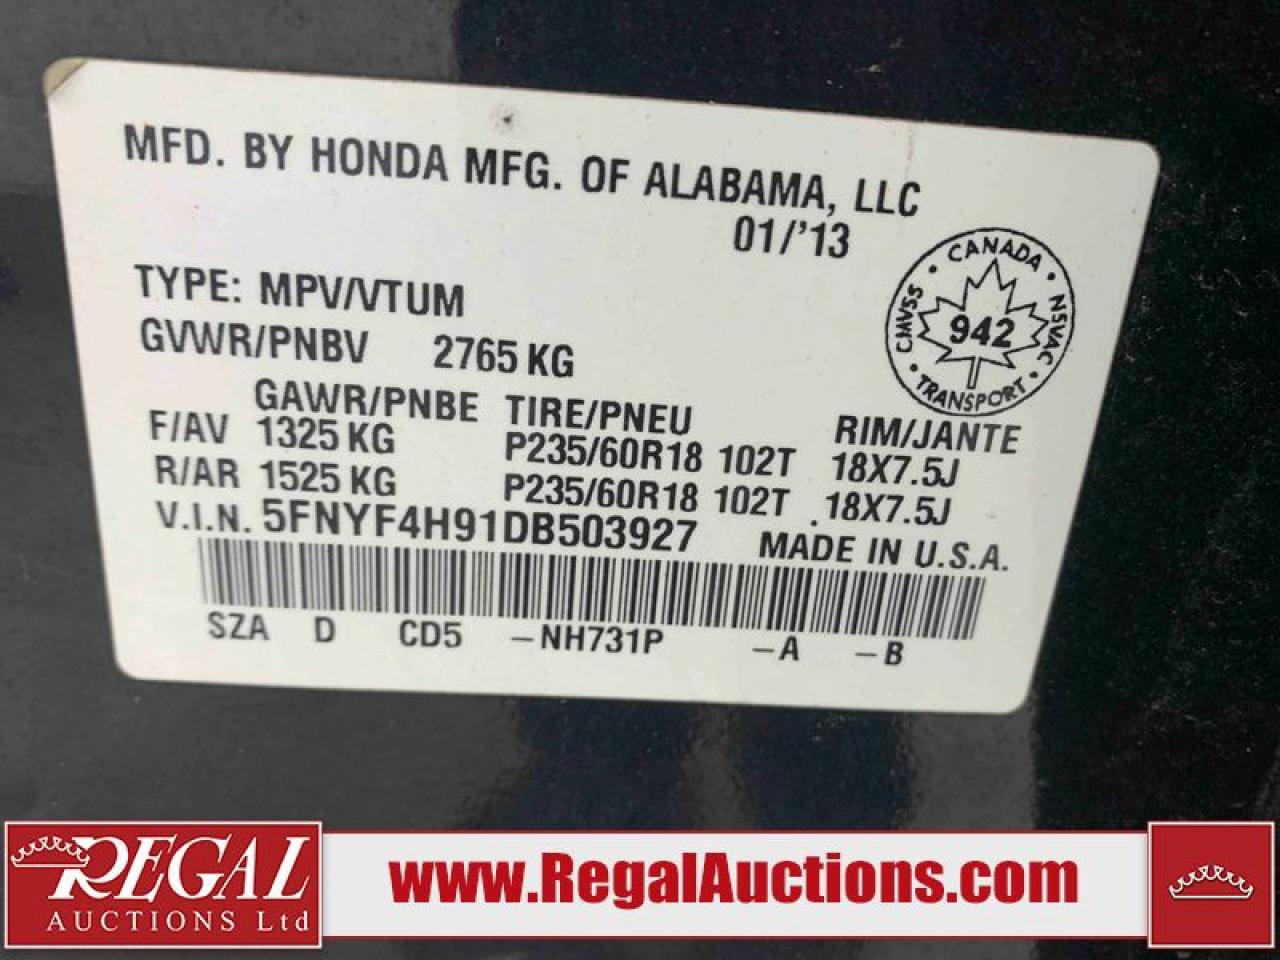 MFD. BY HONDA MFG. OF ALABAMA, LLC
01/'13
TYPE: MPV/VTUM
GVWR/PNBV 2765 KG
GAWR/PNBE TIRE/PNEU RIM/JANTE
F/AV 1325 KG P235/60R18 102T 18X7.5J
R/AR 1525 KG P235/60R18 102T 18X7.5J
V.I.N. 5FNYF4H91DB503927 MADE IN U.S.A.
SZA D CD5 -NH731P -A -B
CANADA
CMVSS 942 NSVAC
TRANSPORT
REGAL
AUCTIONS Ltd
www.RegalAuctions.com